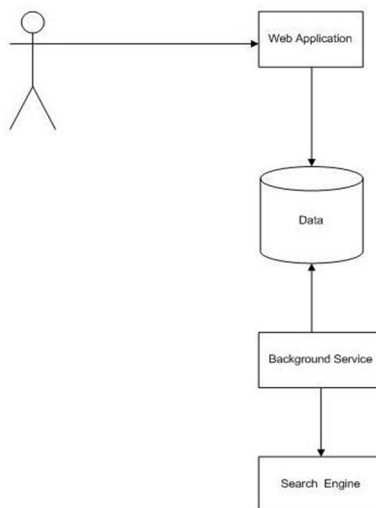 Web Application
Data
Background Service
Search Engine